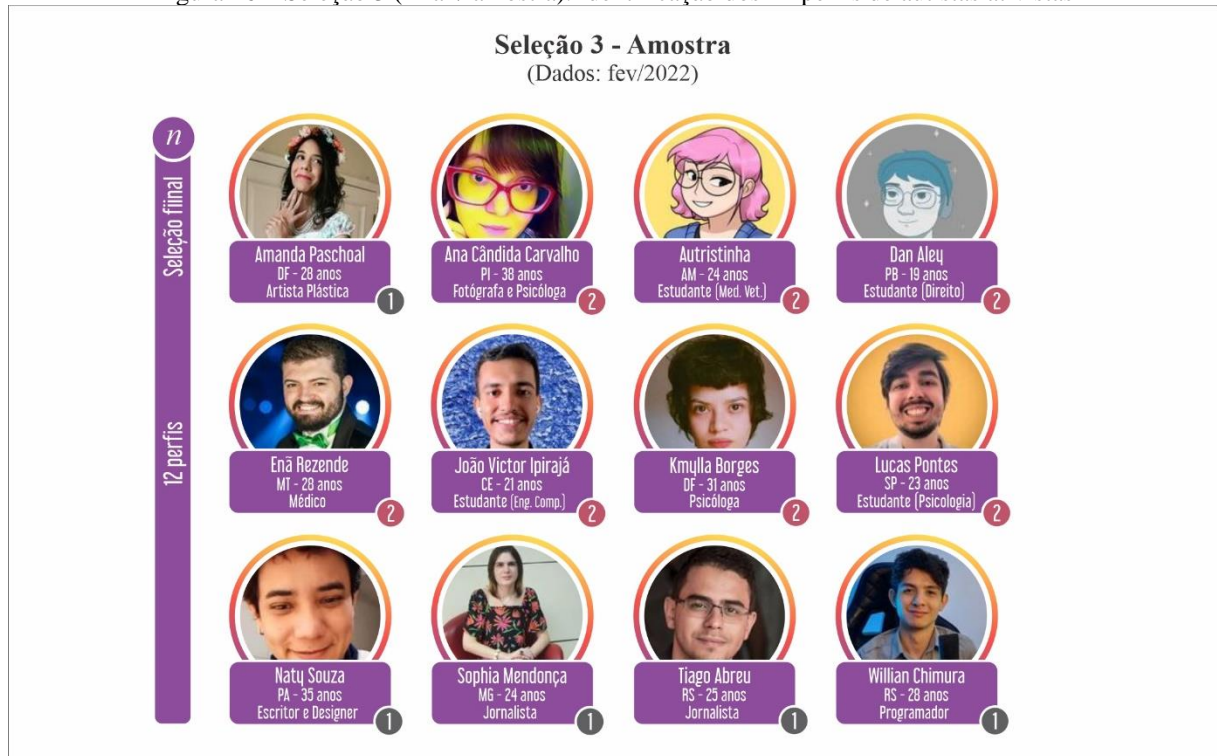 Seleção 3 - Amostra
(Dados: fev/2022)
n
Seleção fiinal
12 perfis
Amanda Paschoal
DF - 28 anos
Artista Plástica
1
Ana Cândida Carvalho
PI - 38 anos
Fotógrafa e Psicóloga
2
Autristinha
AM - 24 anos
Estudante (Med. Vet.)
2
Dan Aley
PB - 19 anos
Estudante (Direito)
2
Enã Rezende
MT - 28 anos
Médico
2
João Victor Ipirajá
CE - 21 anos
Estudante (Eng. Comp.)
2
Kmylla Borges
DF - 31 anos
Psicóloga
2
Lucas Pontes
SP - 23 anos
Estudante (Psicologia)
2
Naty Souza
PA - 35 anos
Escritor e Designer
1
Sophia Mendonça
MG - 24 anos
Jornalista
1
Tiago Abreu
RS - 25 anos
Jornalista
1
Willian Chimura
RS - 28 anos
Programador
1